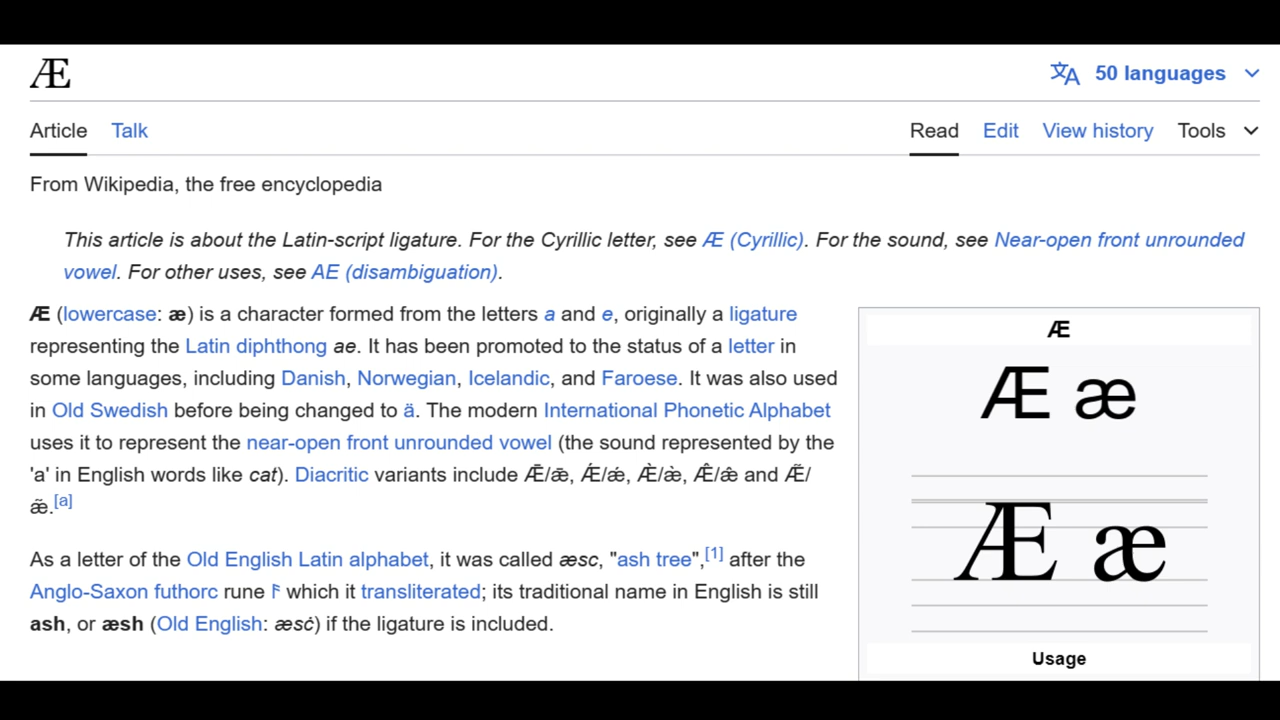 Æ
50 languages
Article Talk Read Edit View history Tools
From Wikipedia, the free encyclopedia
This article is about the Latin-script ligature. For the Cyrillic letter, see Æ (Cyrillic). For the sound, see Near-open front unrounded
vowel. For other uses, see AE (disambiguation).
Æ (lowercase: æ) is a character formed from the letters a and e, originally a ligature
representing the Latin diphthong ae. It has been promoted to the status of a letter in
some languages, including Danish, Norwegian, Icelandic, and Faroese. It was also used
in Old Swedish before being changed to ä. The modern International Phonetic Alphabet
uses it to represent the near-open front unrounded vowel (the sound represented by the
'a' in English words like cat). Diacritic variants include Ǣ/ǣ, Ǽ/ǽ, Æ̀/æ̀, Æ̂/æ̂ and Æ̃/
æ̃.[a]
As a letter of the Old English Latin alphabet, it was called æsc, "ash tree",[1] after the
Anglo-Saxon futhorc rune ᚫ which it transliterated; its traditional name in English is still
ash, or æsh (Old English: æsċ) if the ligature is included.
Æ
Æ æ
Æ æ
Usage